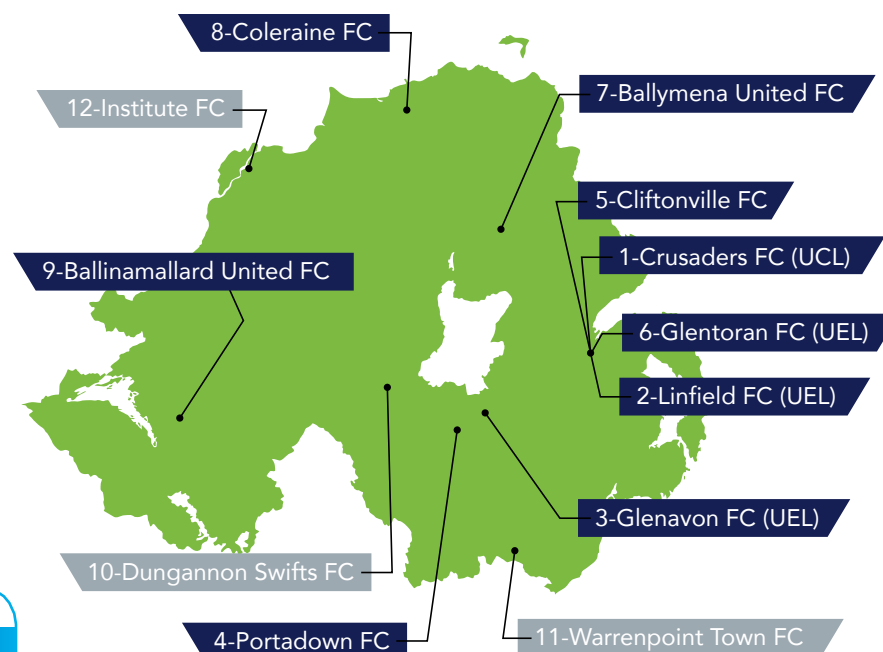 8-Coleraine FC
12-Institute FC
7-Ballymena United FC
5-Cliftonville FC
1-Crusaders FC (UCL)
9-Ballinamallard United FC
6-Glentoran FC (UEL)
2-Linfield FC (UEL)
3-Glenavon FC (UEL)
10-Dungannon Swifts FC
4-Portadown FC
11-Warrenpoint Town FC